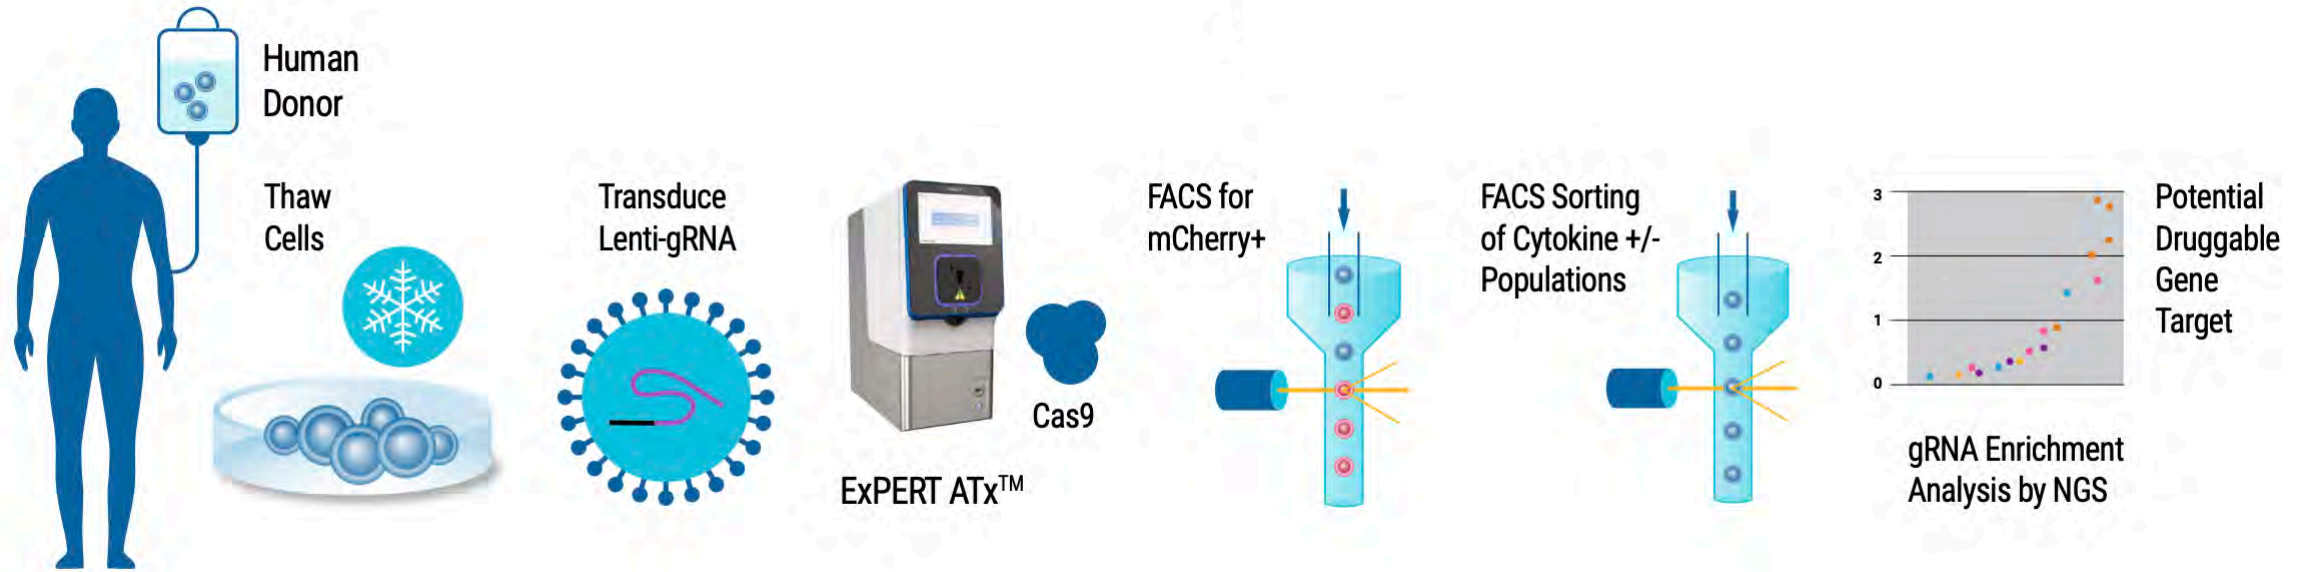 Human
Donor
Thaw
Cells
Transduce
Lenti-gRNA
ExPERT ATx™
Cas9
FACS for
mCherry+
FACS Sorting
of Cytokine +/-
Populations
3
2
1
0
gRNA Enrichment
Analysis by NGS
Potential
Druggable
Gene
Target